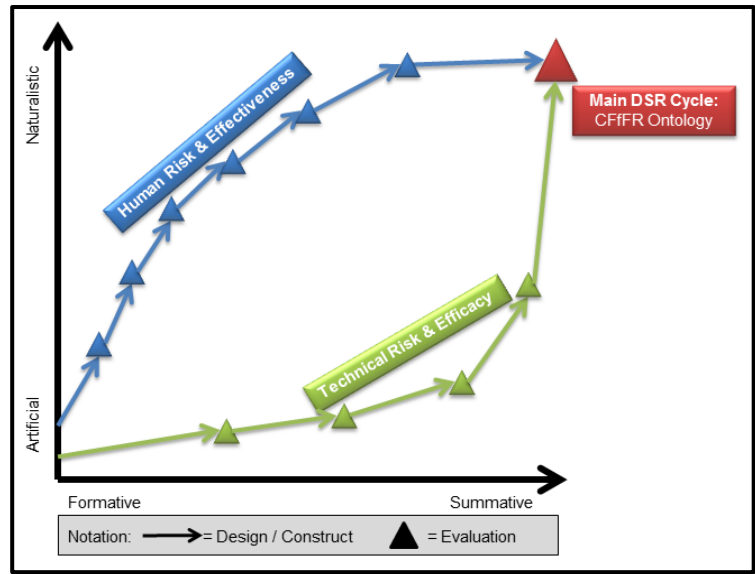 Naturalistic
Human Risk & Effectiveness
Main DSR Cycle:
CFfFR Ontology
Technical Risk & Efficacy
Artificial
Formative
Summative
Notation: = Design / Construct = Evaluation